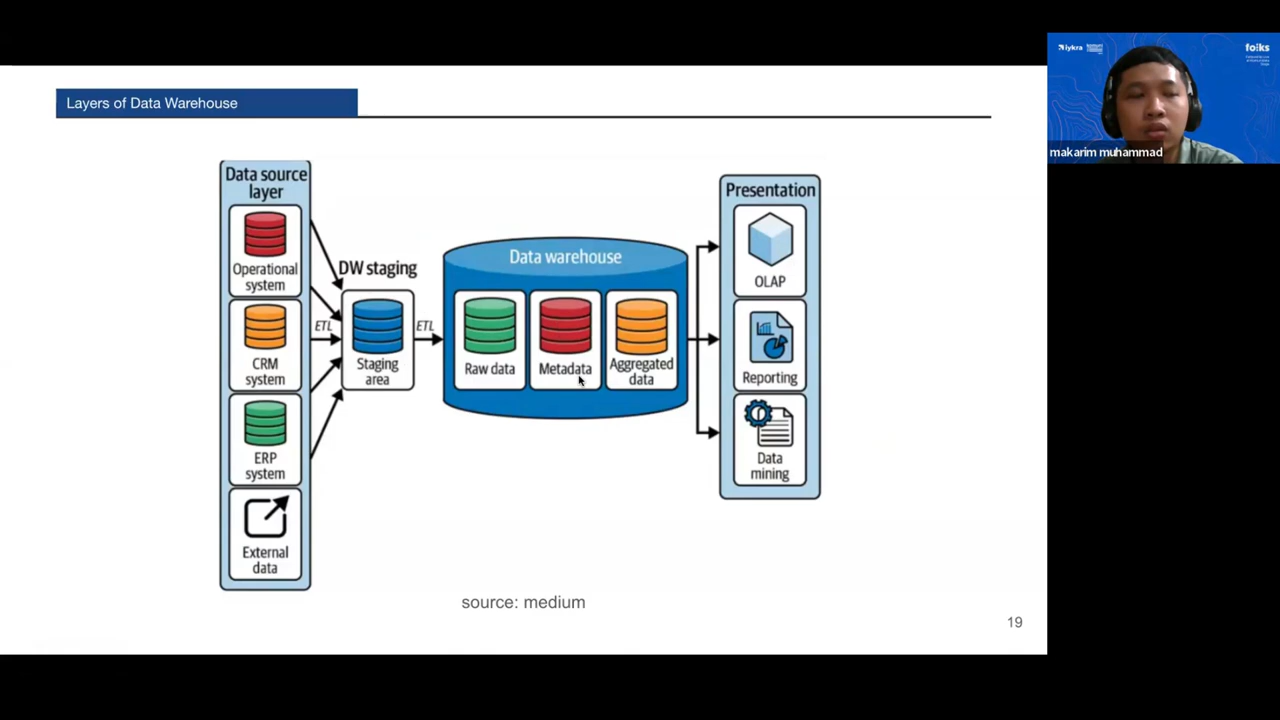 Layers of Data Warehouse
Data source
layer
Operational
system
CRM
system
ERP
system
External
data
ETL
DW staging
Staging
area
ETL
Data warehouse
Raw data
Metadata
Aggregated
data
Presentation
OLAP
Reporting
Data
mining
source: medium
19
iykra
makarim muhammad